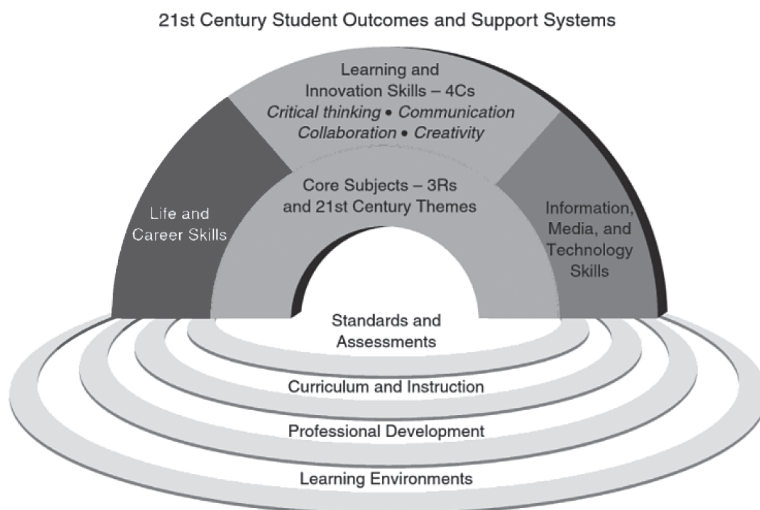 21st Century Student Outcomes and Support Systems
Learning and
Innovation Skills – 4Cs
Critical thinking • Communication
Collaboration • Creativity
Core Subjects – 3Rs
and 21st Century Themes
Life and
Career Skills
Information,
Media, and
Technology
Skills
Standards and
Assessments
Curriculum and Instruction
Professional Development
Learning Environments